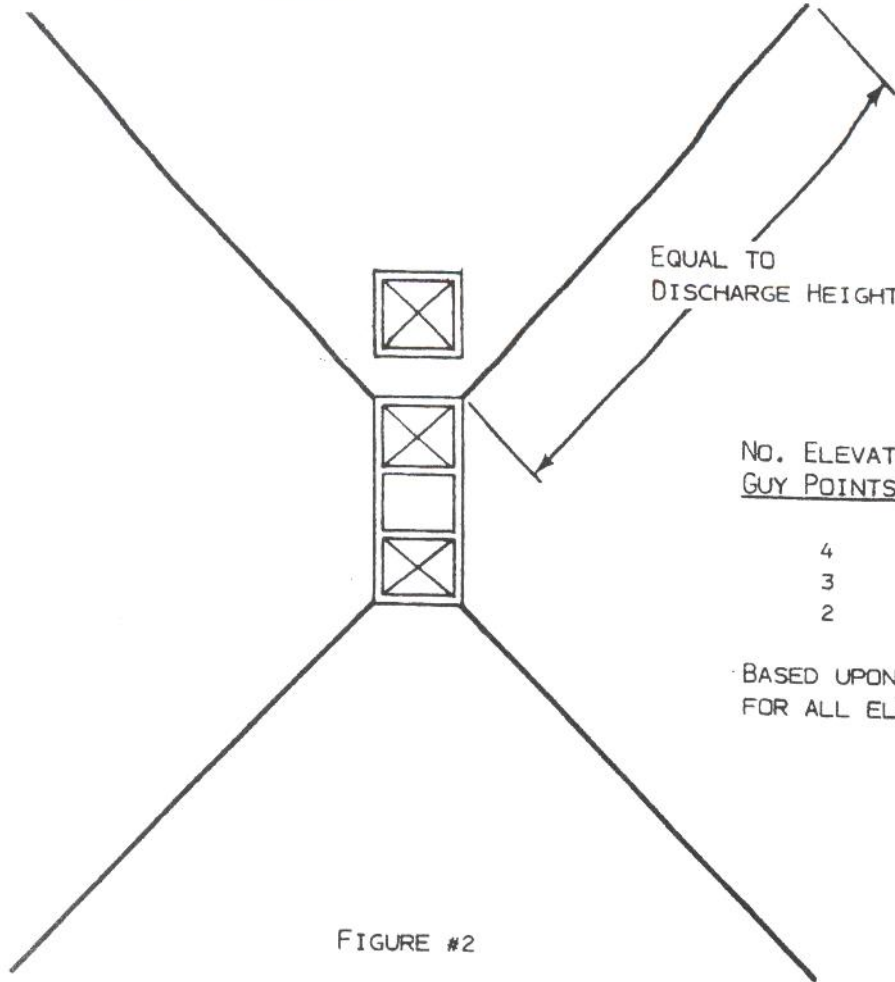 EQUAL TO
DISCHARGE HEIGHT
NO. ELEVAT
GUY POINTS
4
3
2
BASED UPON
FOR ALL EL
FIGURE #2